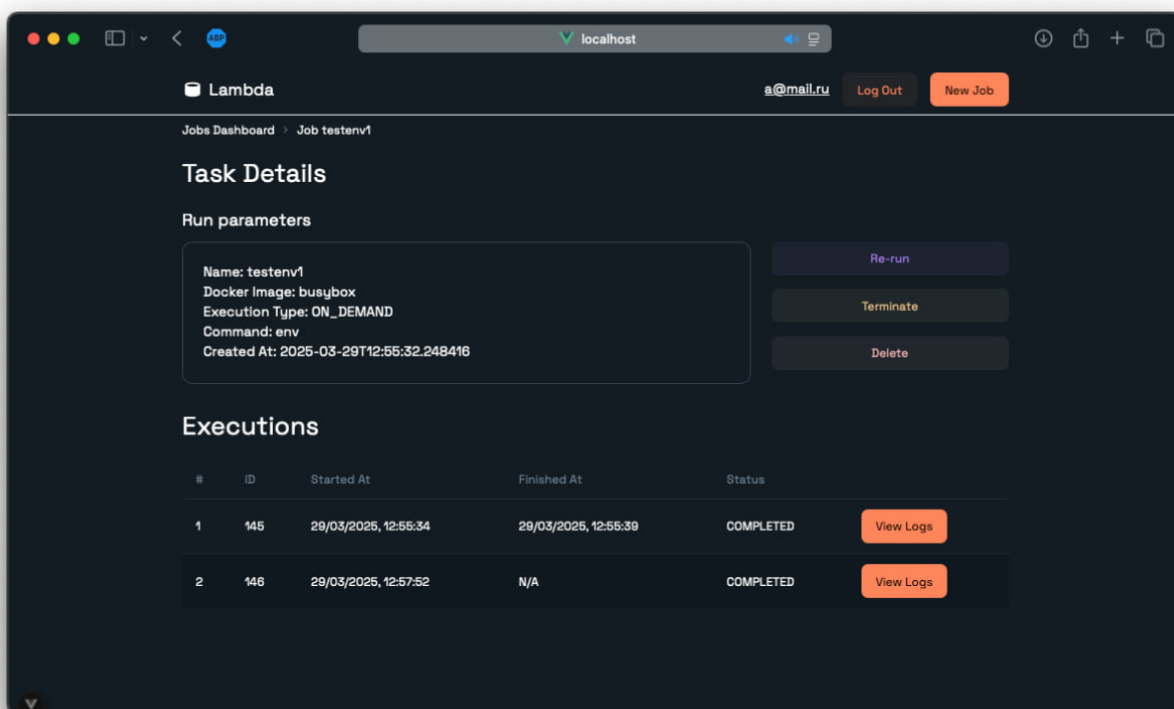 ABP
localhost
Lambda
a@mail.ru
Log Out
New Job
Jobs Dashboard > Job testenv1
Task Details
Run parameters
Name: testenv1
Docker Image: busybox
Execution Type: ON_DEMAND
Command: env
Created At: 2025-03-29T12:55:32.248416
Re-run
Terminate
Delete
Executions
# ID Started At Finished At Status
1 145 29/03/2025, 12:55:34 29/03/2025, 12:55:39 COMPLETED View Logs
2 146 29/03/2025, 12:57:52 N/A COMPLETED View Logs